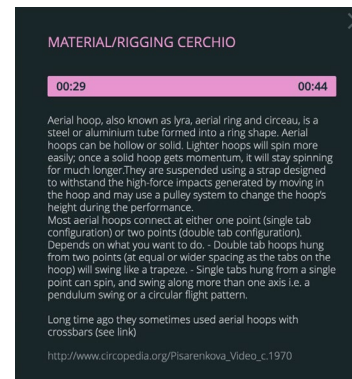 MATERIAL/RIGGING CERCHIO
00:29 00:44
Aerial hoop, also known as lyra, aerial ring and circeau, is a
steel or aluminium tube formed into a ring shape. Aerial
hoops can be hollow or solid. Lighter hoops will spin more
easily; once a solid hoop gets momentum, it will stay spinning
for much longer.They are suspended using a strap designed
to withstand the high-force impacts generated by moving in
the hoop and may use a pulley system to change the hoop's
height during the performance.
Most aerial hoops connect at either one point (single tab
configuration) or two points (double tab configuration).
Depends on what you want to do. - Double tab hoops hung
from two points (at equal or wider spacing as the tabs on the
hoop) will swing like a trapeze. - Single tabs hung from a single
point can spin, and swing along more than one axis i.e. a
pendulum swing or a circular flight pattern.
Long time ago they sometimes used aerial hoops with
crossbars (see link)
http://www.circopedia.org/Pisarenkova_Video_c.1970